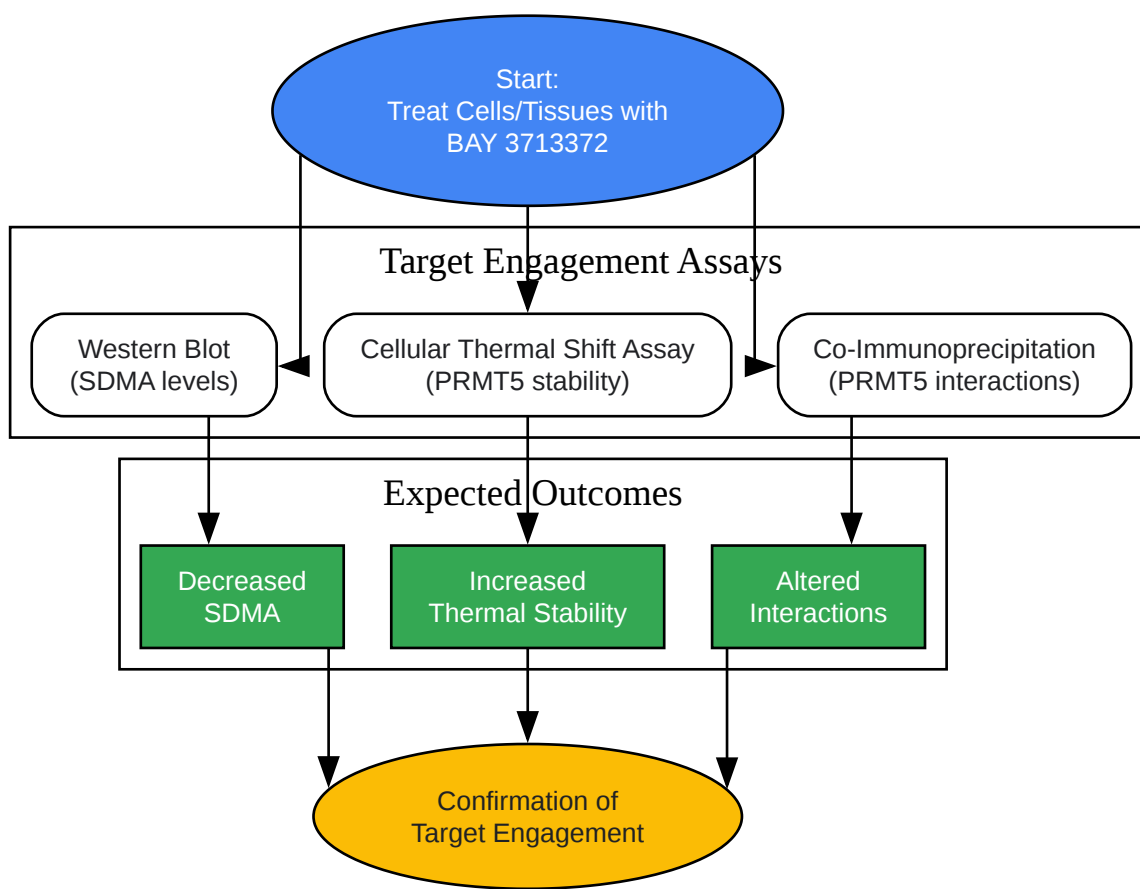 Start:
Treat Cells/Tissues with
BAY 3713372
Target Engagement Assays
Western Blot
(SDMA levels)
Cellular Thermal Shift Assay
(PRMT5 stability)
Co-Immunoprecipitation
(PRMT5 interactions)
Expected Outcomes
Decreased
SDMA
Increased
Thermal Stability
Altered
Interactions
Confirmation of
Target Engagement